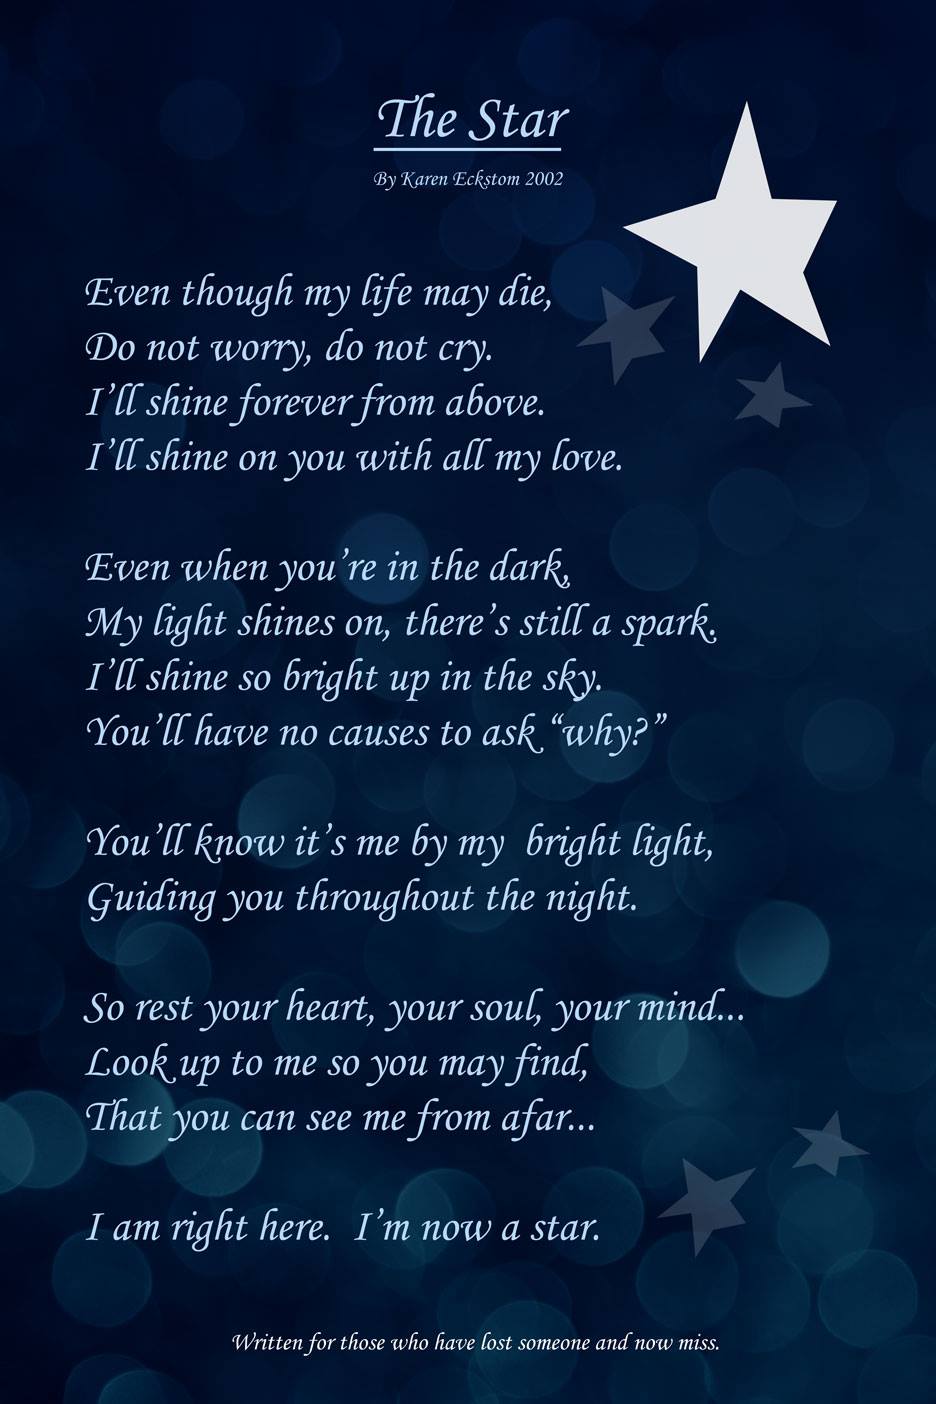 The Star
By Karen Eckstom 2002
Even though my life may die,
Do not worry, do not cry.
I’ll shine forever from above.
I’ll shine on you with all my love.
Even when you’re in the dark,
My light shines on, there’s still a spark.
I’ll shine so bright up in the sky.
You’ll have no causes to ask “why?”
You’ll know it’s me by my  bright light,
Guiding you throughout the night.
So rest your heart, your soul, your mind...
Look up to me so you may find,
That you can see me from afar...
I am right here.  I’m now a star.
Written for those who have lost someone and now miss.